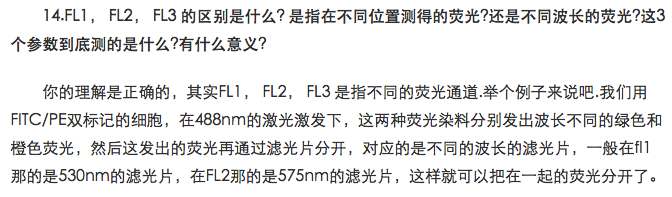 14.FL1， FL2， FL3 的区别是什么? 是指在不同位置测得的荧光?还是不同波长的荧光?这3
个参数到底测的是什么?有什么意义?
你的理解是正确的，其实FL1， FL2， FL3 是指不同的荧光通道.举个例子来说吧.我们用
FITC/PE双标记的细胞，在488nm的激光激发下，这两种荧光染料分别发出波长不同的绿色和
橙色荧光，然后这发出的荧光再通过滤光片分开，对应的是不同的波长的滤光片，一般在fl1
那的是530nm的滤光片，在FL2那的是575nm的滤光片，这样就可以把在一起的荧光分开了。